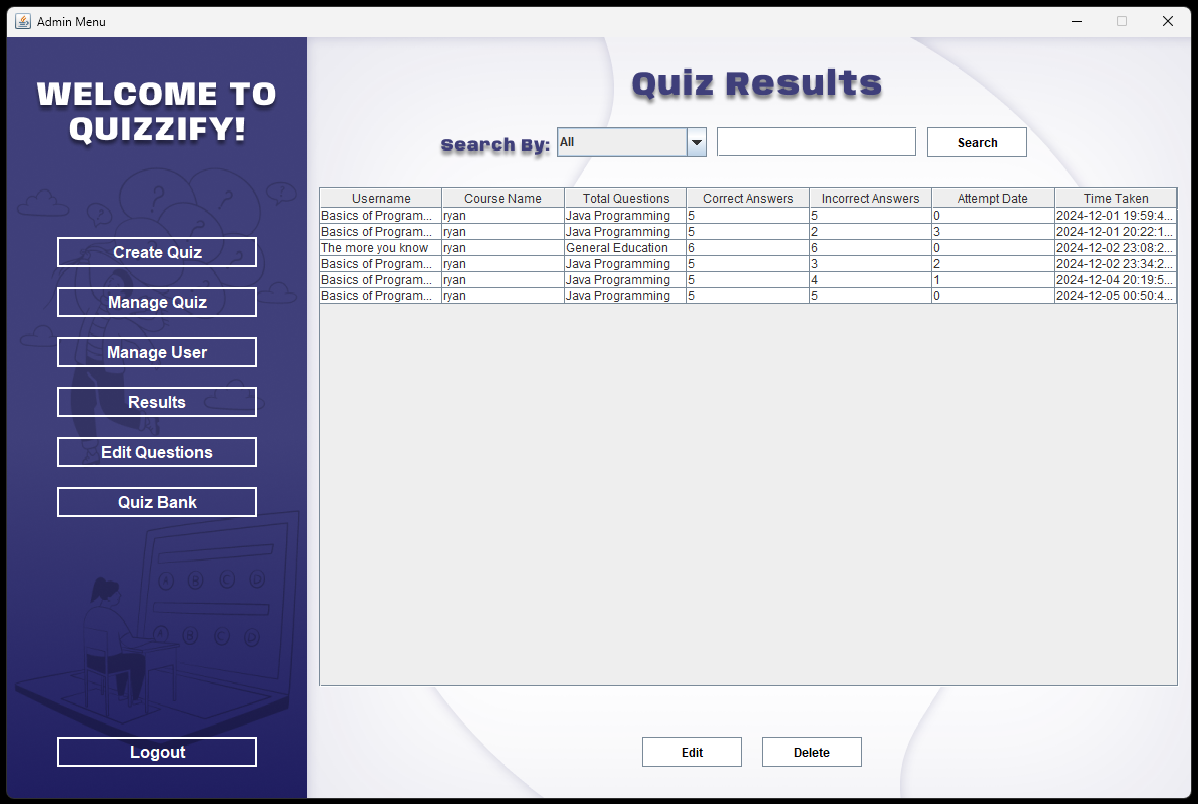 Admin Menu
WELCOME TO
QUIZZIFY!
Create Quiz
Manage Quiz
Manage User
Results
Edit Questions
Quiz Bank
A B C D
A B C D
Logout
Quiz Results
Search By: All Search
Username Course Name Total Questions Correct Answers Incorrect Answers Attempt Date Time Taken
Basics of Program... ryan Java Programming 5 5 0 2024-12-01 19:59:4...
Basics of Program... ryan Java Programming 5 2 3 2024-12-01 20:22:1...
The more you know ryan General Education 6 6 0 2024-12-02 23:08:2...
Basics of Program... ryan Java Programming 5 3 2 2024-12-02 23:34:2...
Basics of Program... ryan Java Programming 5 4 1 2024-12-04 20:19:5...
Basics of Program... ryan Java Programming 5 5 0 2024-12-05 00:50:4...
Edit Delete